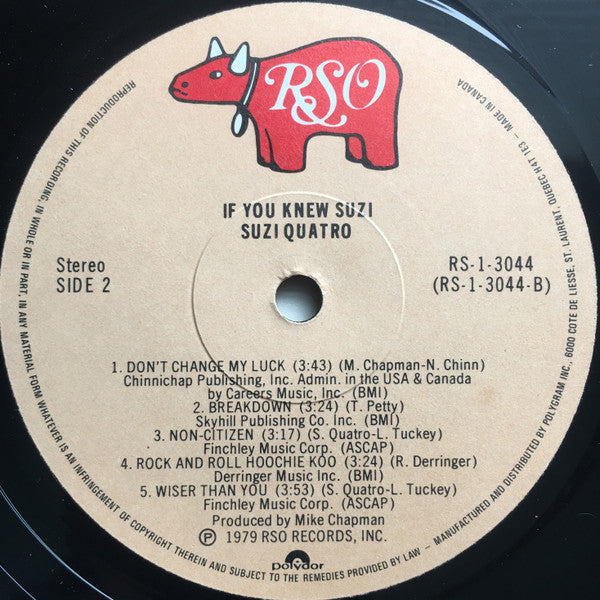 RSO
IF YOU KNEW SUZI
SUZI QUATRO
Stereo
SIDE 2
RS-1-3044
(RS-1-3044-B)
1. DON'T CHANGE MY LUCK (3:43) (M. Chapman-N. Chinn)
Chinnichap Publishing, Inc. Admin. in the USA & Canada
by Careers Music, Inc. (BMI)
2. BREAKDOWN (3:24) (T. Petty)
Skyhill Publishing Co. Inc. (BMI)
3. NON-CITIZEN (3:17) (S. Quatro-L. Tuckey)
Finchley Music Corp. (ASCAP)
4. ROCK AND ROLL HOOCHIE KOO (3:24) (R. Derringer)
Derringer Music Inc. (BMI)
5. WISER THAN YOU (3:53) (S. Quatro-L. Tuckey)
Finchley Music Corp. (ASCAP)
Produced by Mike Chapman
Ⓟ 1979 RSO RECORDS, INC.
polydor
REPRODUCTION OF THIS RECORDING, IN WHOLE OR IN PART, IN ANY MATERIAL FORM WHATEVER IS AN INFRINGEMENT OF COPYRIGHT THEREIN AND SUBJECT TO THE REMEDIES PROVIDED BY LAW – MANUFACTURED AND DISTRIBUTED BY POLYGRAM INC., 6000 COTE DE LIESSE, ST. LAURENT, QUEBEC H4T 1E3 – MADE IN CANADA